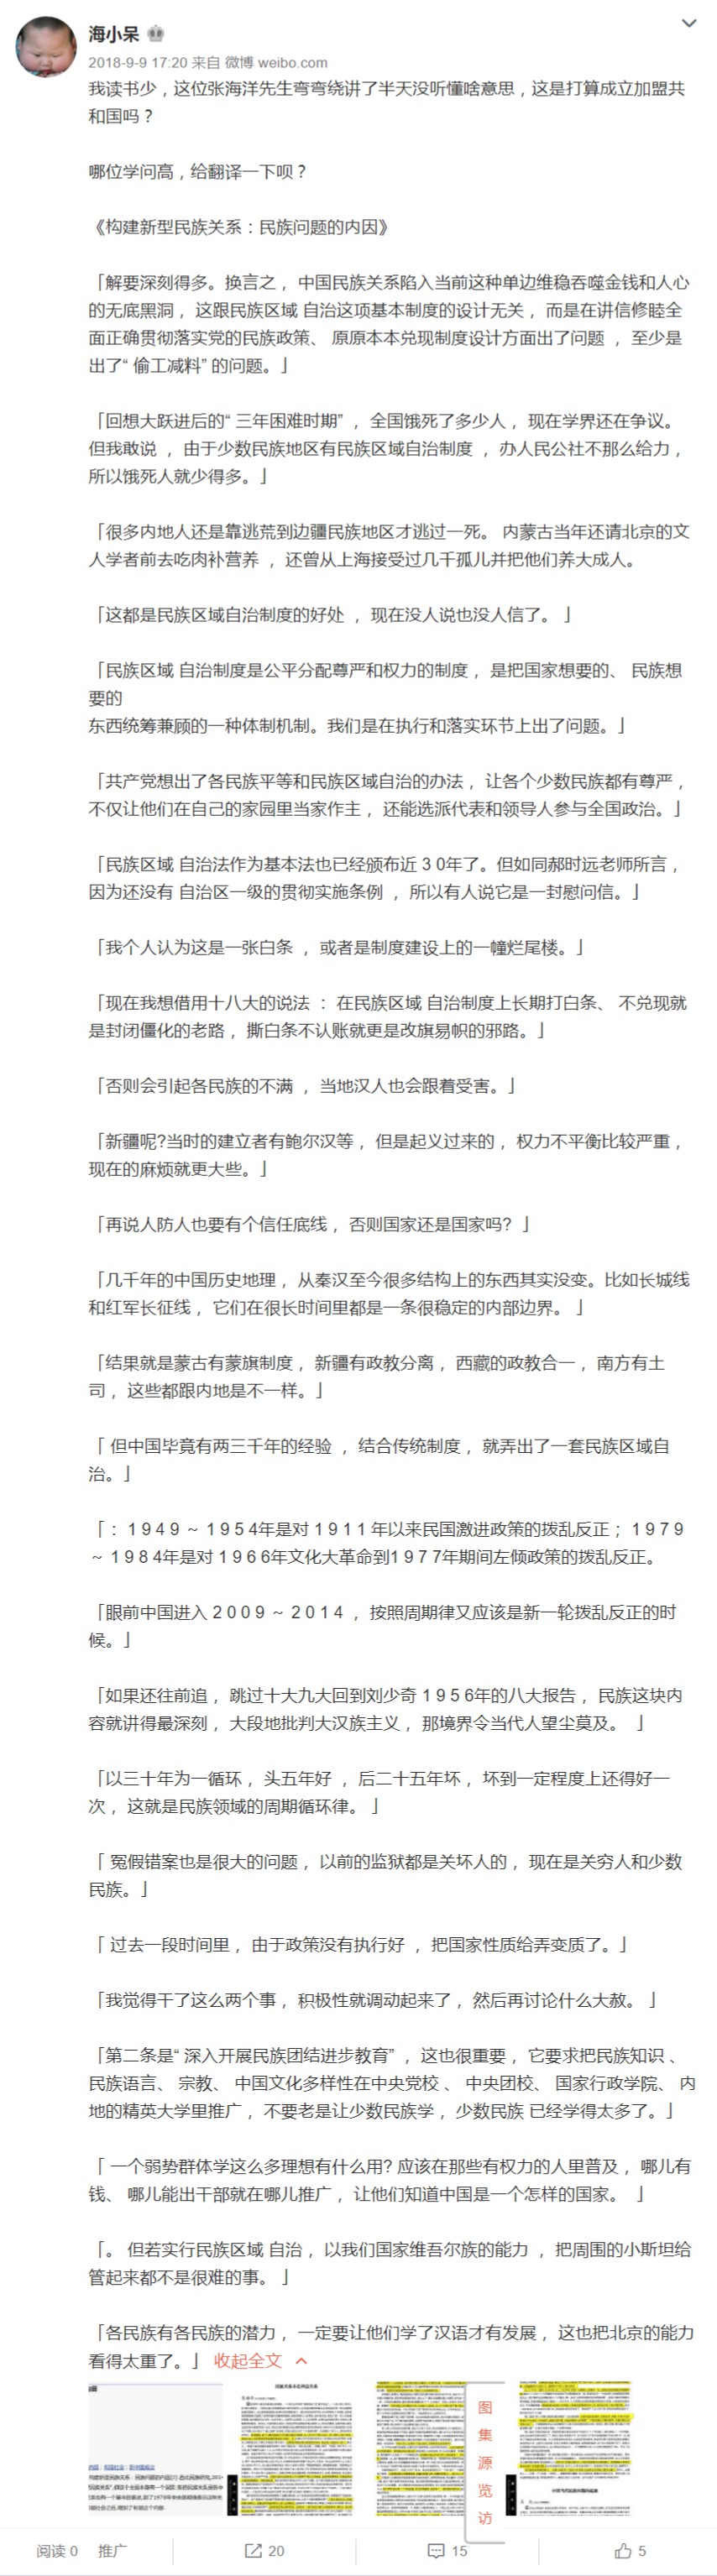 海小呆
2018-9-9 17:20 来自 微博 weibo.com
我读书少，这位张海洋先生弯弯绕讲了半天没听懂啥意思，这是打算成立加盟共
和国吗？
哪位学问高，给翻译一下呗？
《构建新型民族关系：民族问题的内因》
「解要深刻得多。换言之， 中国民族关系陷入当前这种单边维稳吞噬金钱和人心
的无底黑洞， 这跟民族区域 自治这项基本制度的设计无关， 而是在讲信修睦全
面正确贯彻落实党的民族政策、 原原本本兑现制度设计方面出了问题 ， 至少是
出了“ 偷工减料” 的问题。」
「回想大跃进后的“ 三年困难时期” ， 全国饿死了多少人， 现在学界还在争议。
但我敢说 ， 由于少数民族地区有民族区域自治制度 ， 办人民公社不那么给力，
所以饿死人就少得多。」
「很多内地人还是靠逃荒到边疆民族地区才逃过一死。 内蒙古当年还请北京的文
人学者前去吃肉补营养 ， 还曾从上海接受过几千孤儿并把他们养大成人。
「这都是民族区域自治制度的好处 ， 现在没人说也没人信了。 」
「民族区域 自治制度是公平分配尊严和权力的制度， 是把国家想要的、 民族想
要的
东西统筹兼顾的一种体制机制。我们是在执行和落实环节上出了问题。」
「共产党想出了各民族平等和民族区域自治的办法， 让各个少数民族都有尊严，
不仅让他们在自己的家园里当家作主， 还能选派代表和领导人参与全国政治。」
「民族区域 自治法作为基本法也已经颁布近 3 0年了。但如同郝时远老师所言，
因为还没有 自治区一级的贯彻实施条例 ， 所以有人说它是一封慰问信。」
「我个人认为这是一张白条 ， 或者是制度建设上的一幢烂尾楼。」
「现在我想借用十八大的说法 ： 在民族区域 自治制度上长期打白条、 不兑现就
是封闭僵化的老路， 撕白条不认账就更是改旗易帜的邪路。」
「否则会引起各民族的不满 ， 当地汉人也会跟着受害。」
「新疆呢?当时的建立者有鲍尔汉等， 但是起义过来的， 权力不平衡比较严重，
现在的麻烦就更大些。」
「再说人防人也要有个信任底线， 否则国家还是国家吗? 」
「几千年的中国历史地理， 从秦汉至今很多结构上的东西其实没变。比如长城线
和红军长征线， 它们在很长时间里都是一条很稳定的内部边界。 」
「结果就是蒙古有蒙旗制度， 新疆有政教分离， 西藏的政教合一， 南方有土
司， 这些都跟内地是不一样。」
「 但中国毕竟有两三千年的经验 ， 结合传统制度， 就弄出了一套民族区域自
治。」
「 ： 1 9 4 9 ～ 1 9 5 4年是对 1 9 1 1 年以来民国激进政策的拨乱反正； 1 9 7 9
～ 1 9 8 4年是对 1 9 6 6年文化大革命到1 9 7 7年期间左倾政策的拨乱反正。
「眼前中国进入 2 0 0 9 ～ 2 0 1 4 ， 按照周期律又应该是新一轮拨乱反正的时
候。」
「如果还往前追， 跳过十大九大回到刘少奇 1 9 5 6年的八大报告， 民族这块内
容就讲得最深刻， 大段地批判大汉族主义， 那境界令当代人望尘莫及。 」
「以三十年为一循环， 头五年好 ， 后二十五年坏， 坏到一定程度上还得好一
次， 这就是民族领域的周期循环律。 」
「 冤假错案也是很大的问题， 以前的监狱都是关坏人的， 现在是关穷人和少数
民族。」
「 过去一段时间里， 由于政策没有执行好 ， 把国家性质给弄变质了。」
「我觉得干了这么两个事， 积极性就调动起来了， 然后再讨论什么大赦。 」
「第二条是“ 深入开展民族团结进步教育” ， 这也很重要， 它要求把民族知识 、
民族语言、 宗教、 中国文化多样性在中央党校 、 中央团校、 国家行政学院、 内
地的精英大学里推广， 不要老是让少数民族学， 少数民族 已经学得太多了。」
「 一个弱势群体学这么多理想有什么用? 应该在那些有权力的人里普及， 哪儿有
钱、 哪儿能出干部就在哪儿推广， 让他们知道中国是一个怎样的国家。 」
「。 但若实行民族区域 自治， 以我们国家维吾尔族的能力 ， 把周围的小斯坦给
管起来都不是很难的事。 」
「各民族有各民族的潜力， 一定要让他们学了汉语才有发展， 这也把北京的能力
看得太重了。」 收起全文
图
集
源
览
访
阅读 0 推广 20 15 5